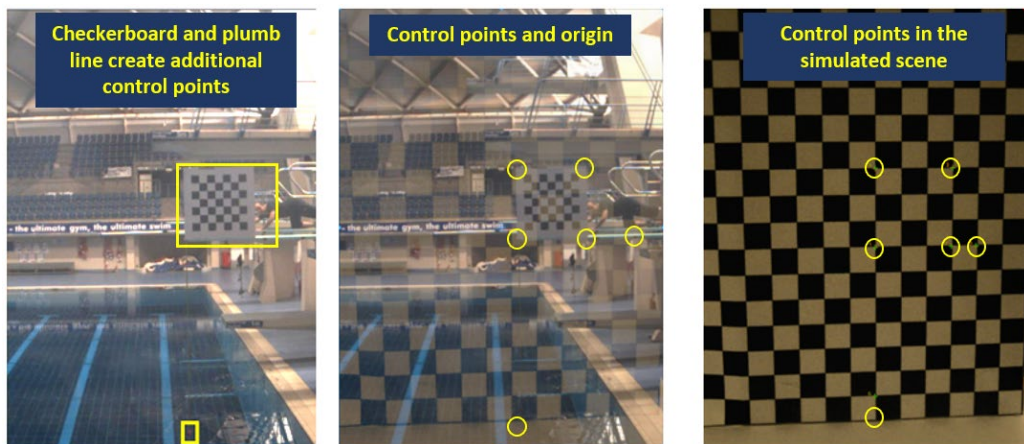 Checkerboard and plumb
line create additional
control points
Control points and origin
Control points in the
simulated scene
- the ultimate gym, the ultimate swim
the ultimate gym, the ultimate swim